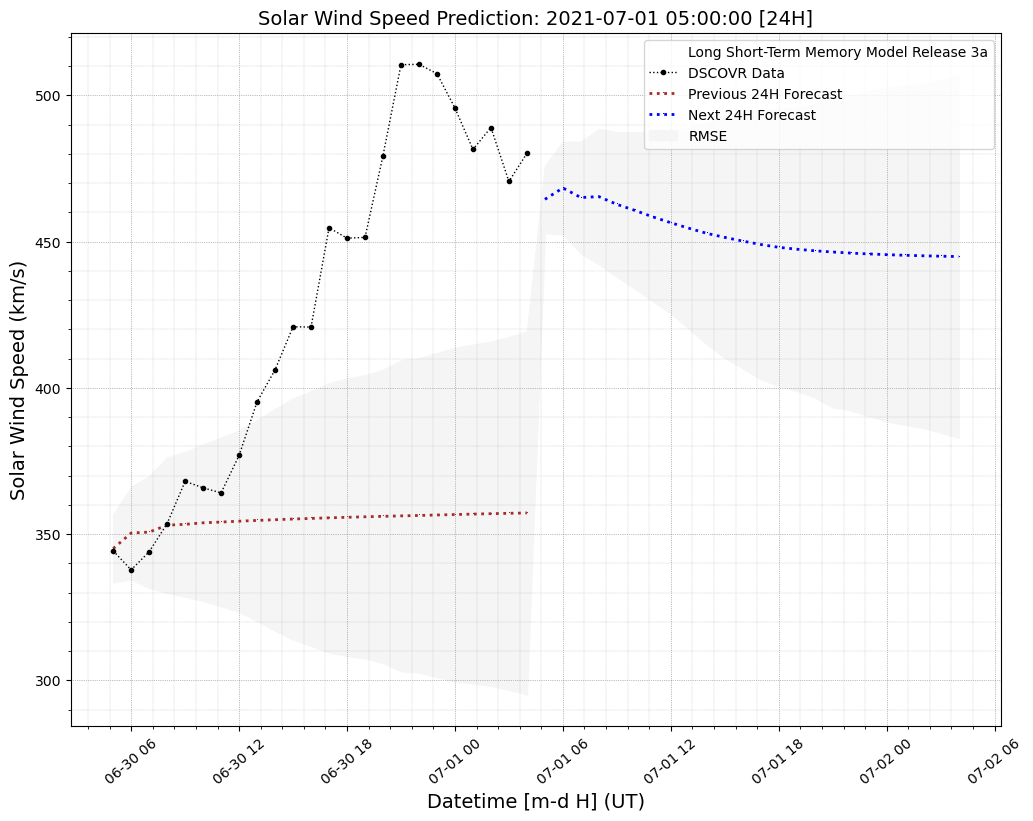 Solar Wind Speed Prediction: 2021-07-01 05:00:00 [24H]
Long Short-Term Memory Model Release 3a
DSCOVR Data
Previous 24H Forecast
Next 24H Forecast
RMSE
Solar Wind Speed (km/s)
500
450
400
350
300
06-30 06
06-30 12
06-30 18
07-01 00
07-01 06
07-01 12
07-01 18
07-02 00
07-02 06
Datetime [m-d H] (UT)